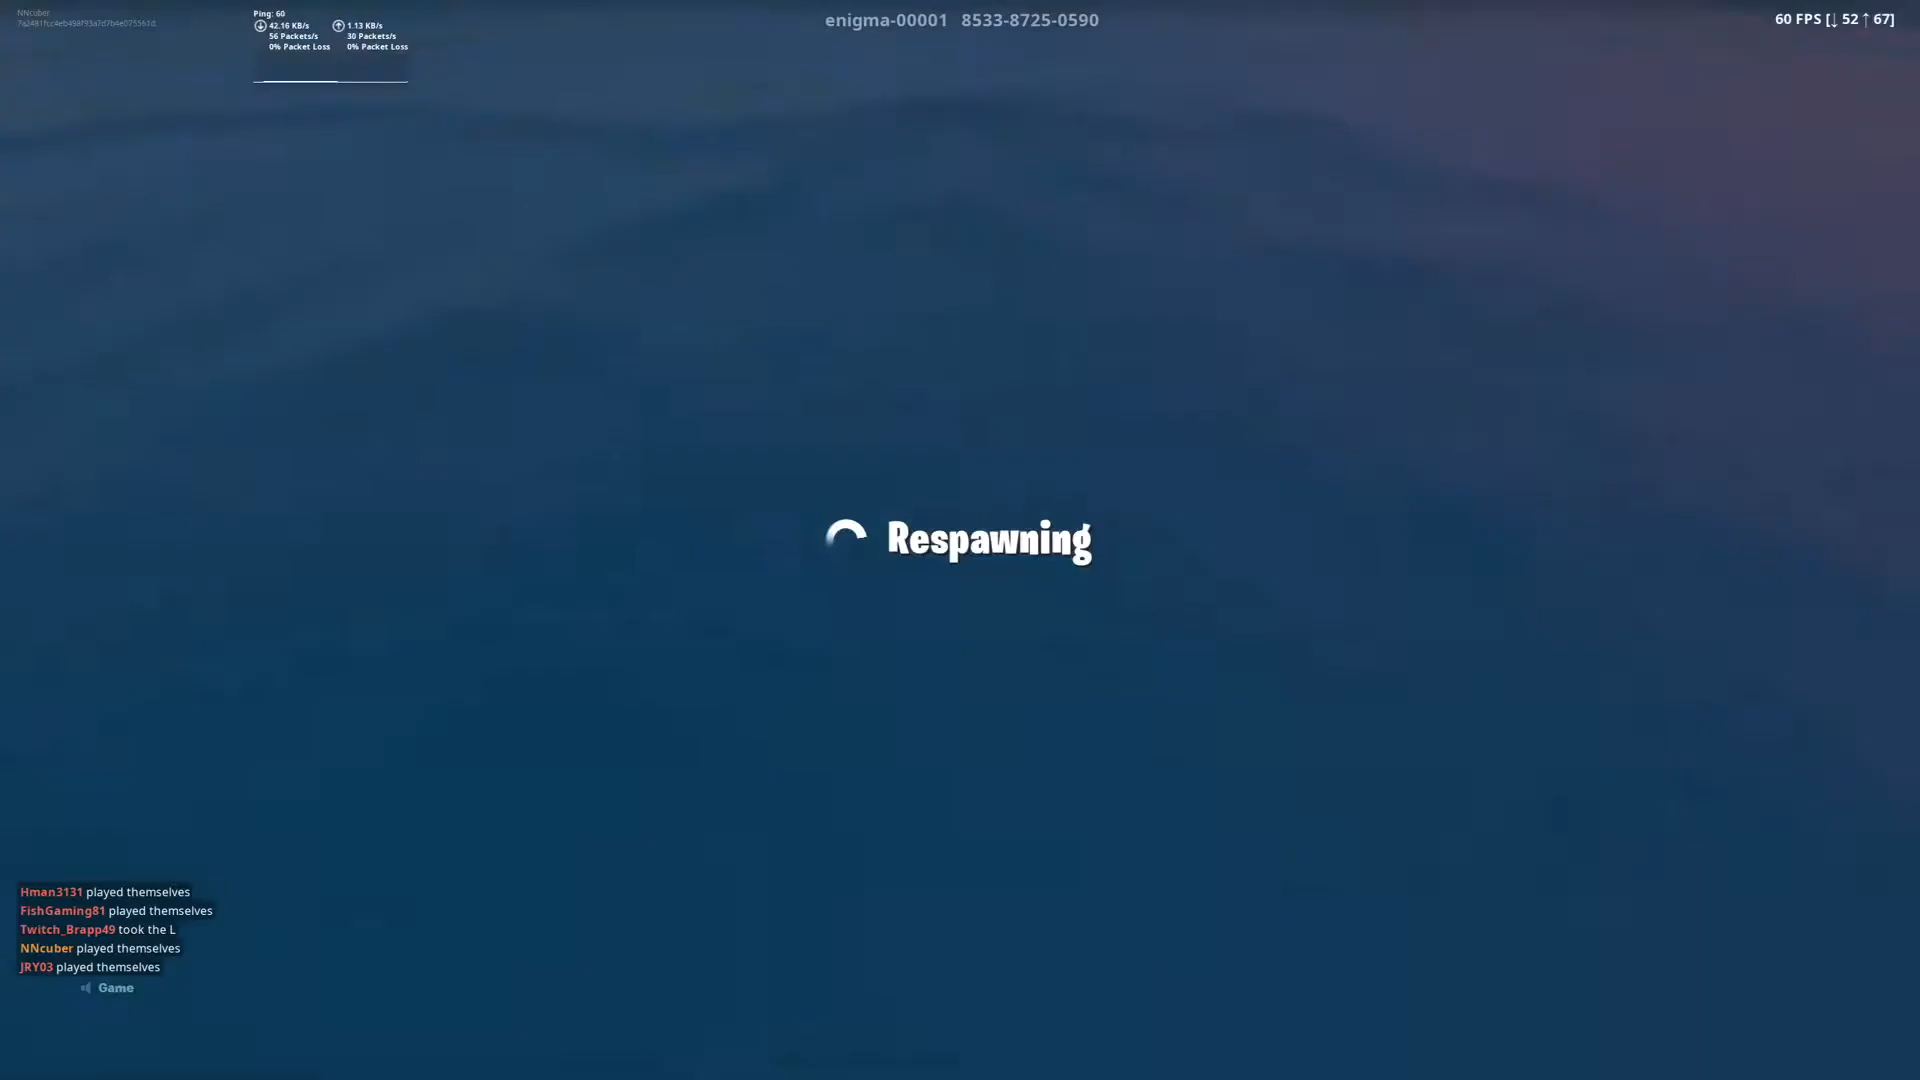 NNcuber
Ping: 60
42.16 KB/s 1.13 KB/s
56 Packets/s 30 Packets/s
0% Packet Loss 0% Packet Loss
enigma-00001 8533-8725-0590
60 FPS [↓ 52 ↑ 67]
Respawning
Hman3131 played themselves
FishGaming81 played themselves
Twitch_Brapp49 took the L
NNcuber played themselves
JRY03 played themselves
Game